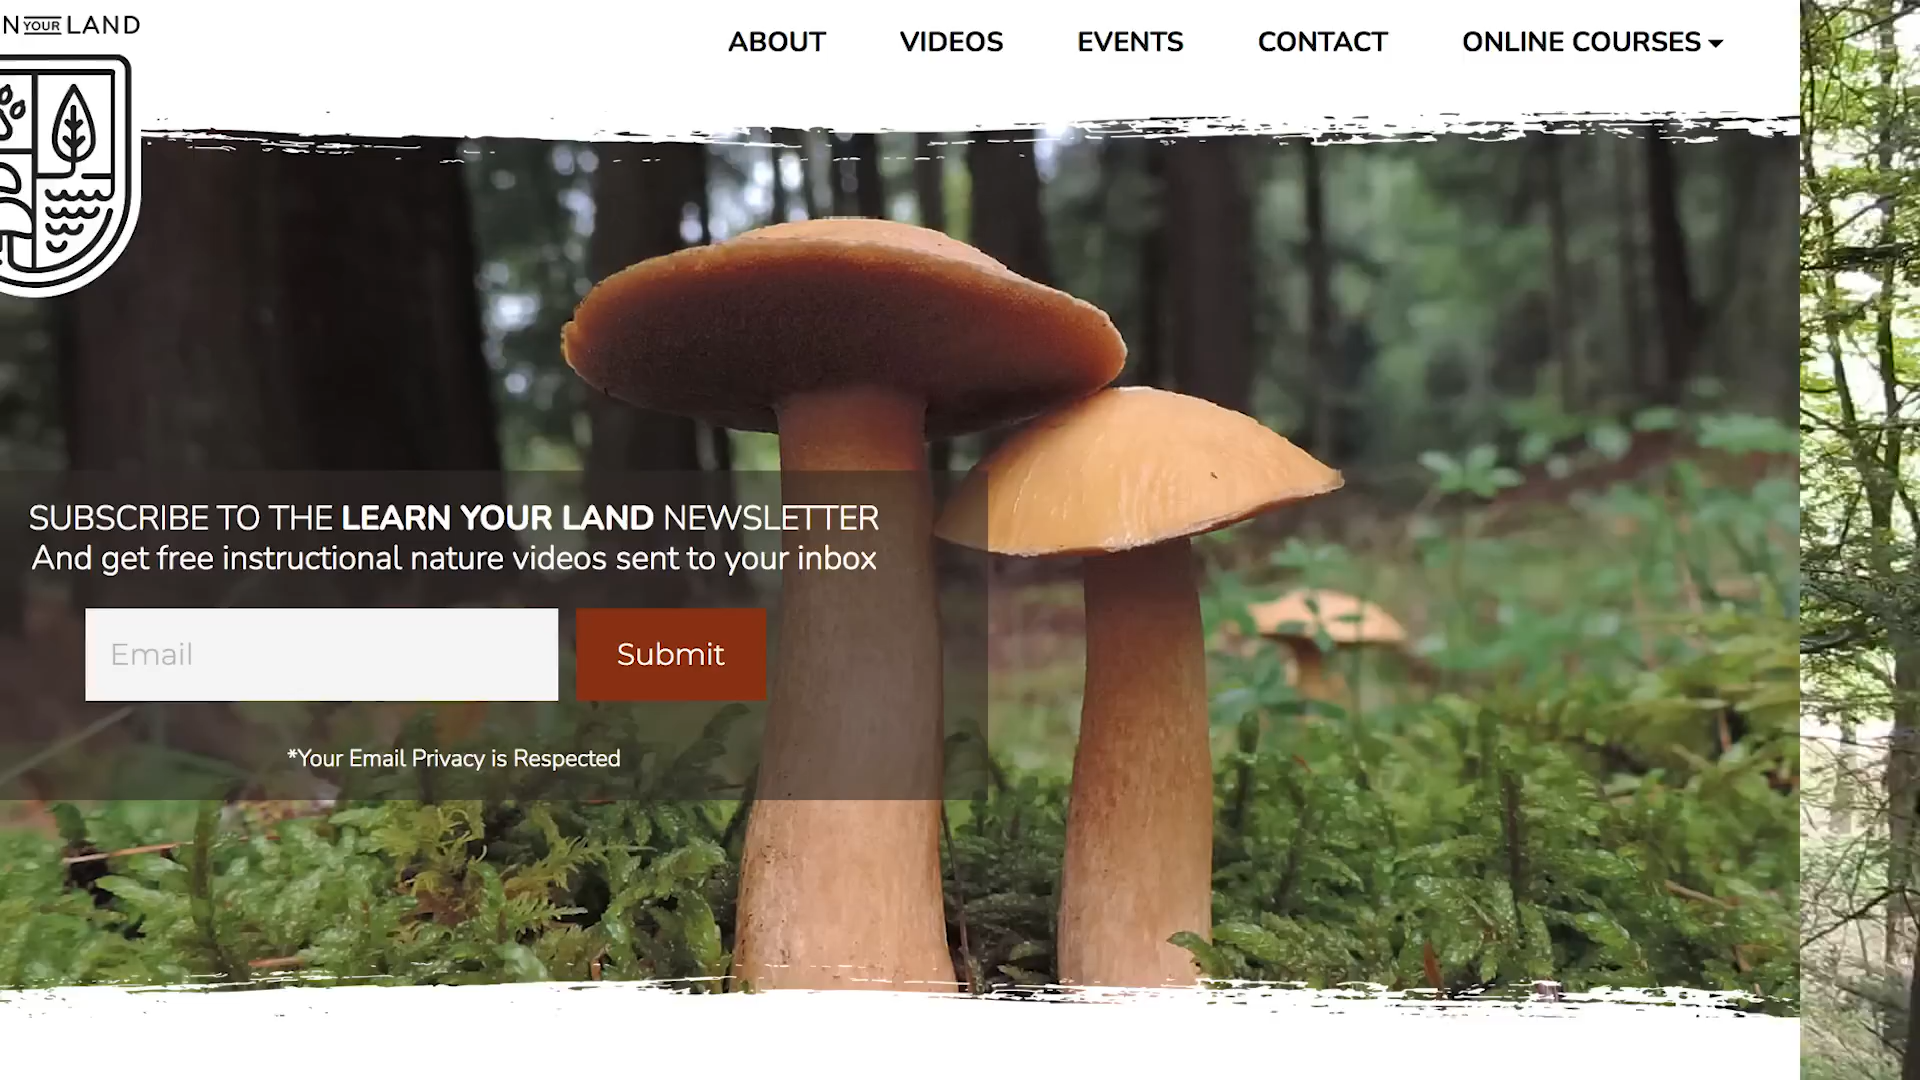 N YOUR LAND
ABOUT VIDEOS EVENTS CONTACT ONLINE COURSES
SUBSCRIBE TO THE LEARN YOUR LAND NEWSLETTER
And get free instructional nature videos sent to your inbox
Email Submit
*Your Email Privacy is Respected